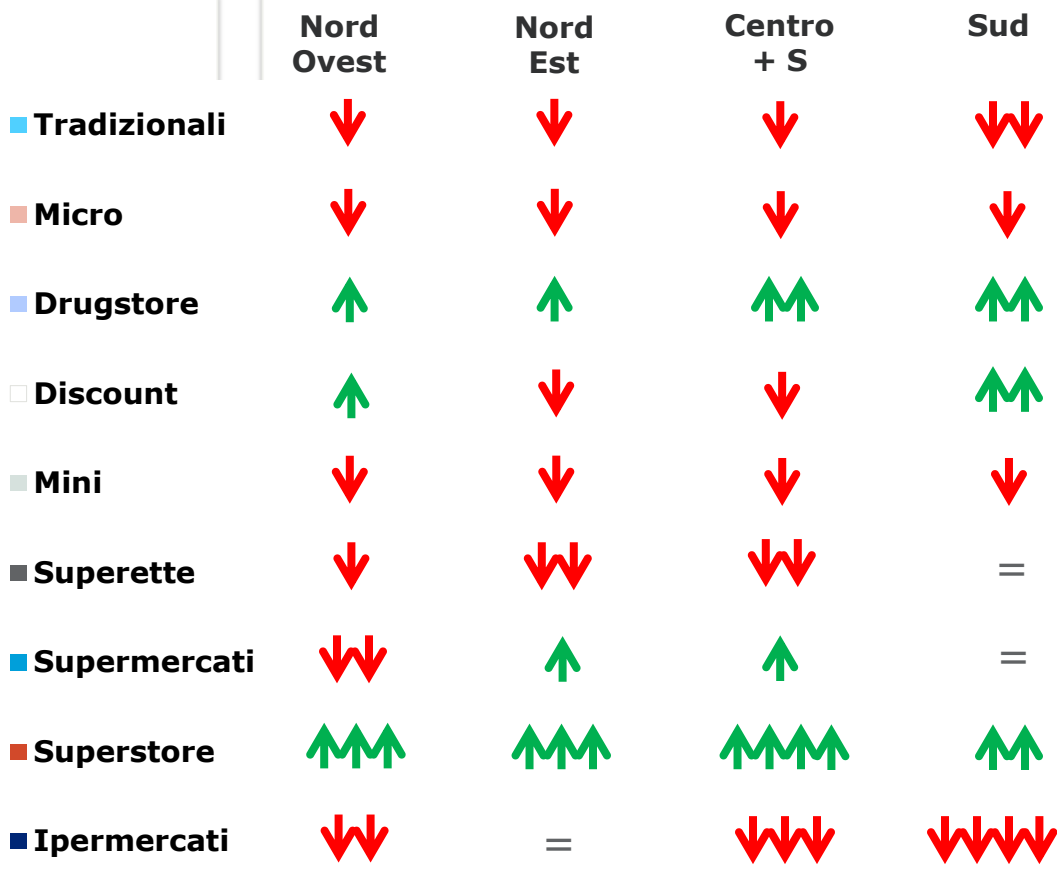 Nord Ovest
Nord Est
Centro + S
Sud
Tradizionali
Micro
Drugstore
Discount
Mini
Superette =
Supermercati =
Superstore
Ipermercati =